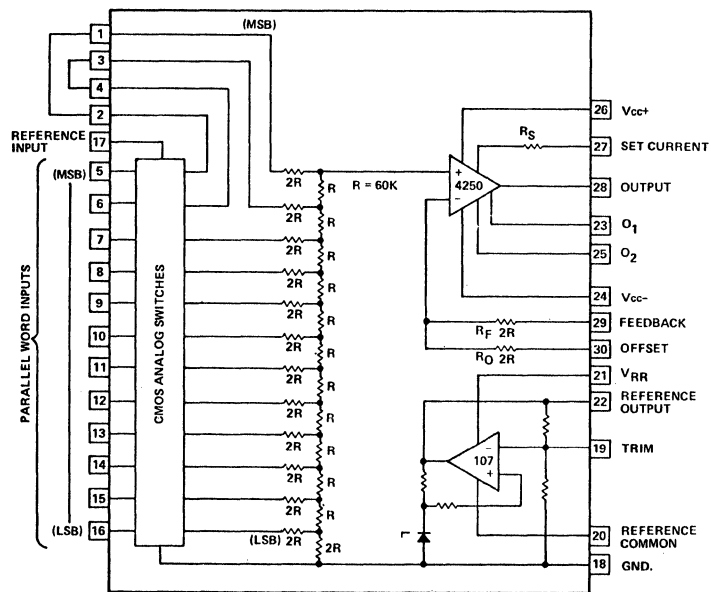 (MSB)
1
3
4
2
REFERENCE
INPUT
17
(MSB)
5
6
7
8
9
10
11
12
13
14
15
(LSB)
16
PARALLEL WORD INPUTS
CMOS ANALOG SWITCHES
2R
2R
2R
2R
2R
2R
2R
2R
2R
2R
2R
(LSB)
2R
2R
R
R
R
R
R
R
R
R
R
R
R
R = 60K
+
4250
−
RS
RF 2R
RO 2R
26 Vcc+
27 SET CURRENT
28 OUTPUT
23 O1
25 O2
24 Vcc−
29 FEEDBACK
30 OFFSET
21 VRR
22 REFERENCE
OUTPUT
19 TRIM
20 REFERENCE
COMMON
18 GND.
−
107
+